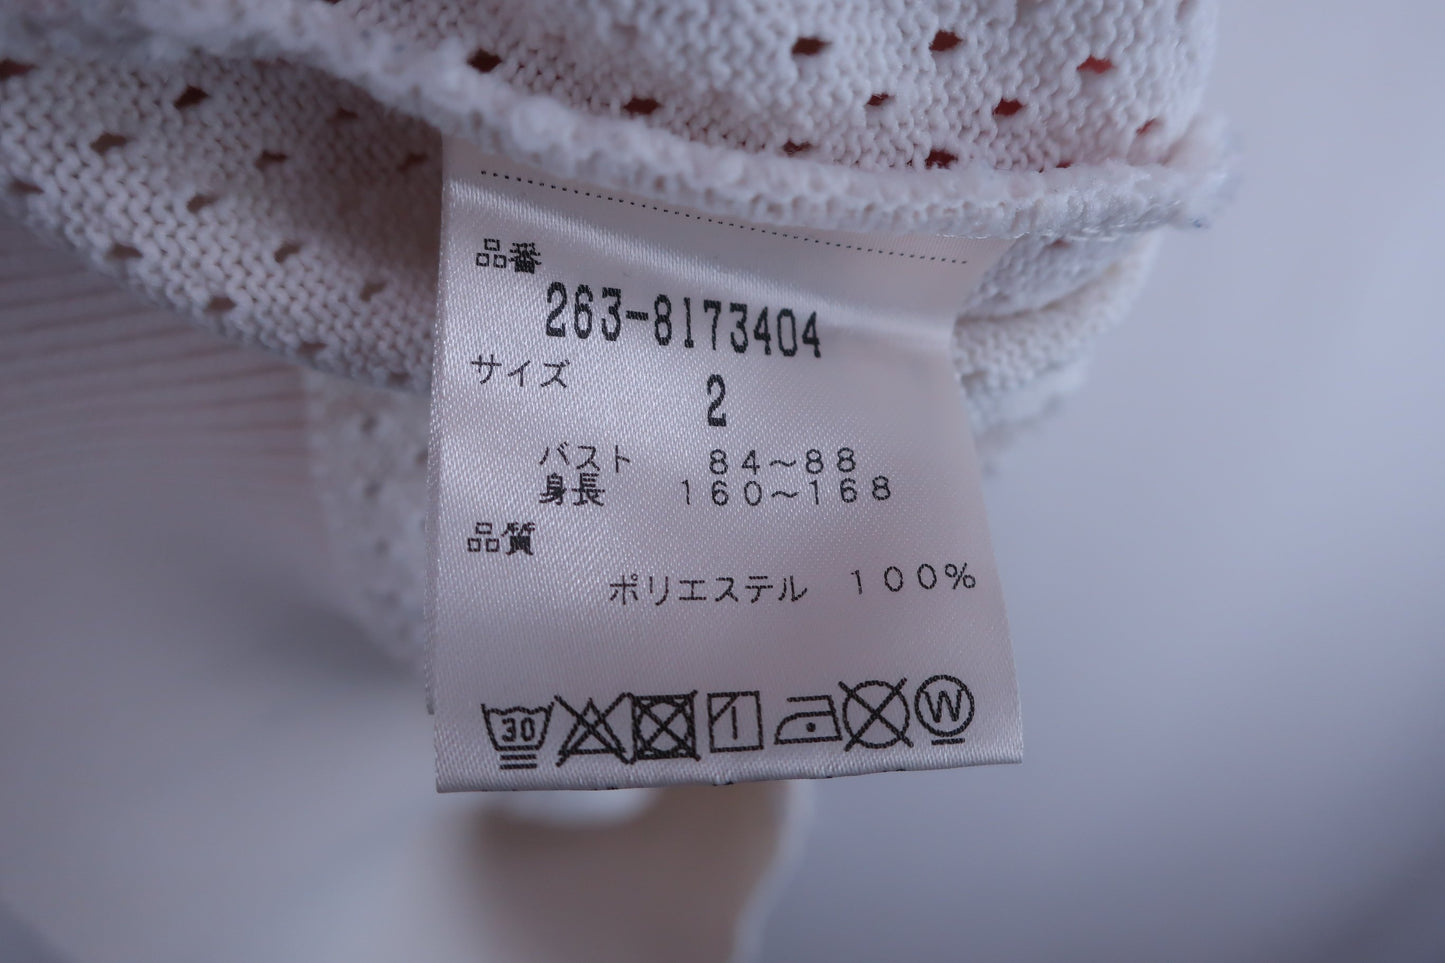 品番
263-8173404
サイズ
2
バスト 84～88
身長 160～168
品質
ポリエステル 100%
30 W